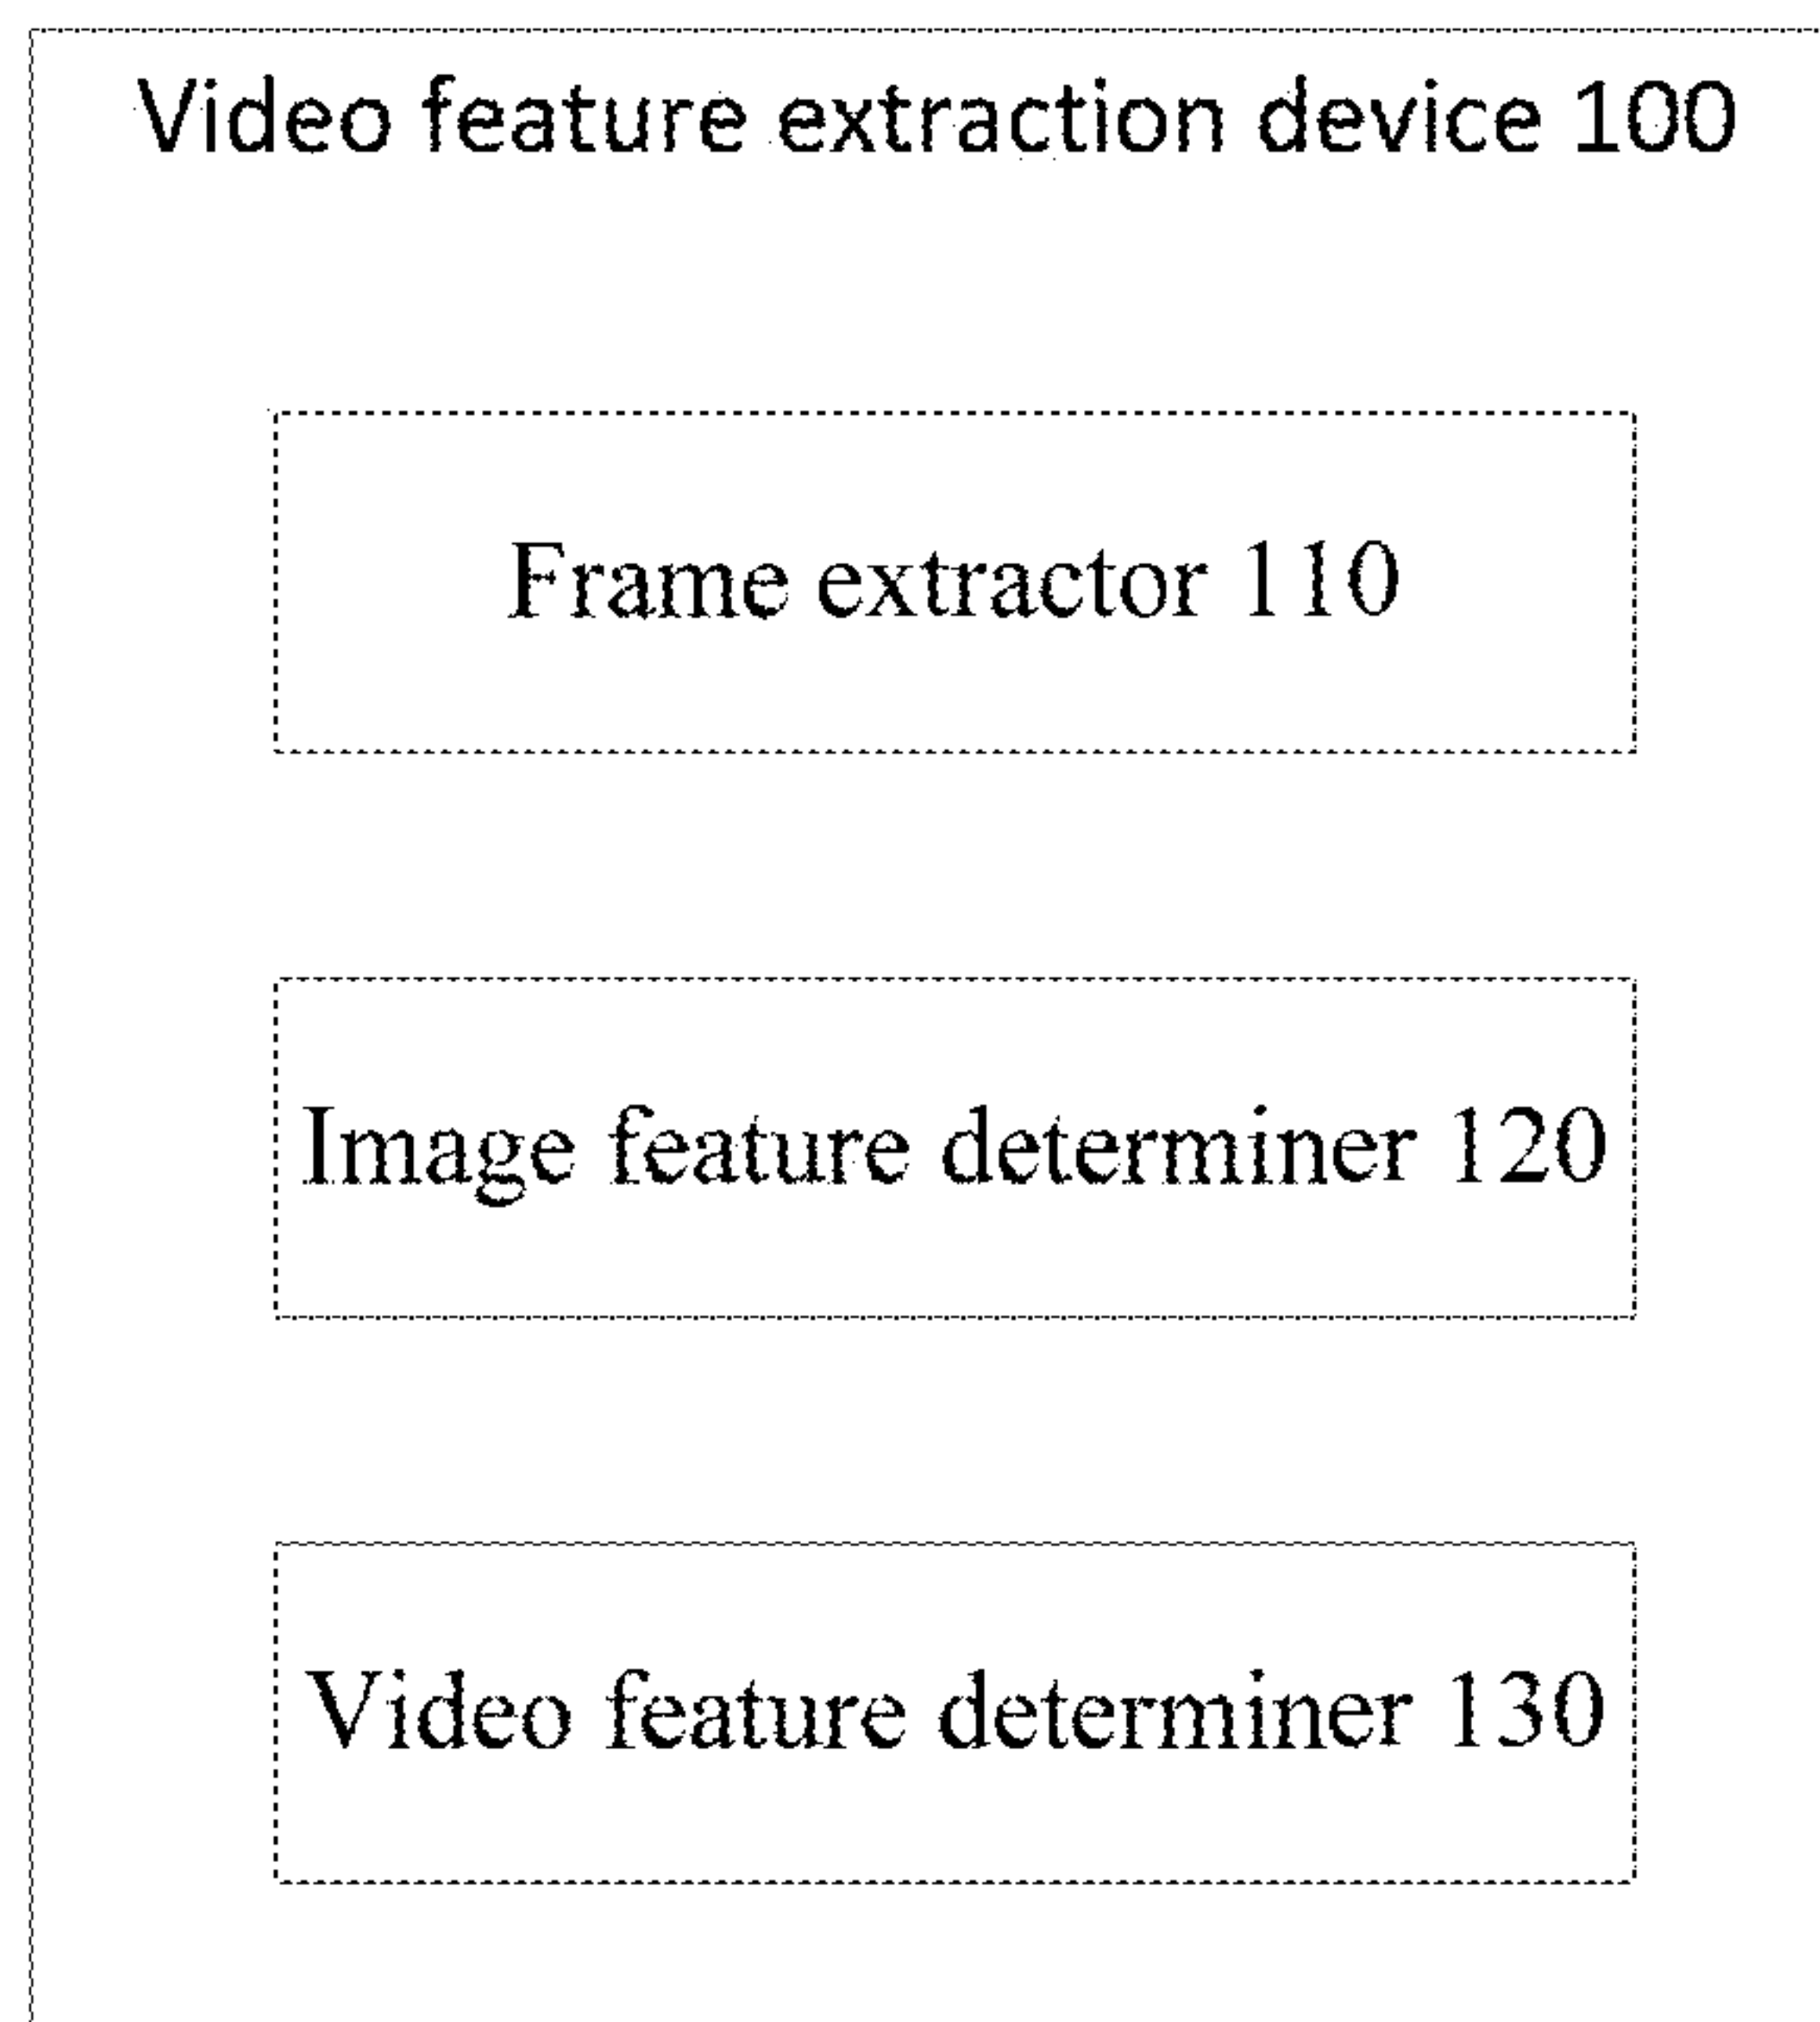 Video feature extraction device 100
Frame extractor 110
Image feature determiner 120
Video feature determiner 130